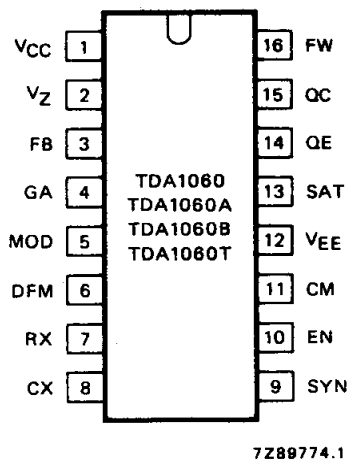 VCC 1 16 FW
VZ 2 15 QC
FB 3 14 QE
GA 4 13 SAT
TDA1060
TDA1060A
TDA1060B
TDA1060T
MOD 5 12 VEE
DFM 6 11 CM
RX 7 10 EN
CX 8 9 SYN
7Z89774.1